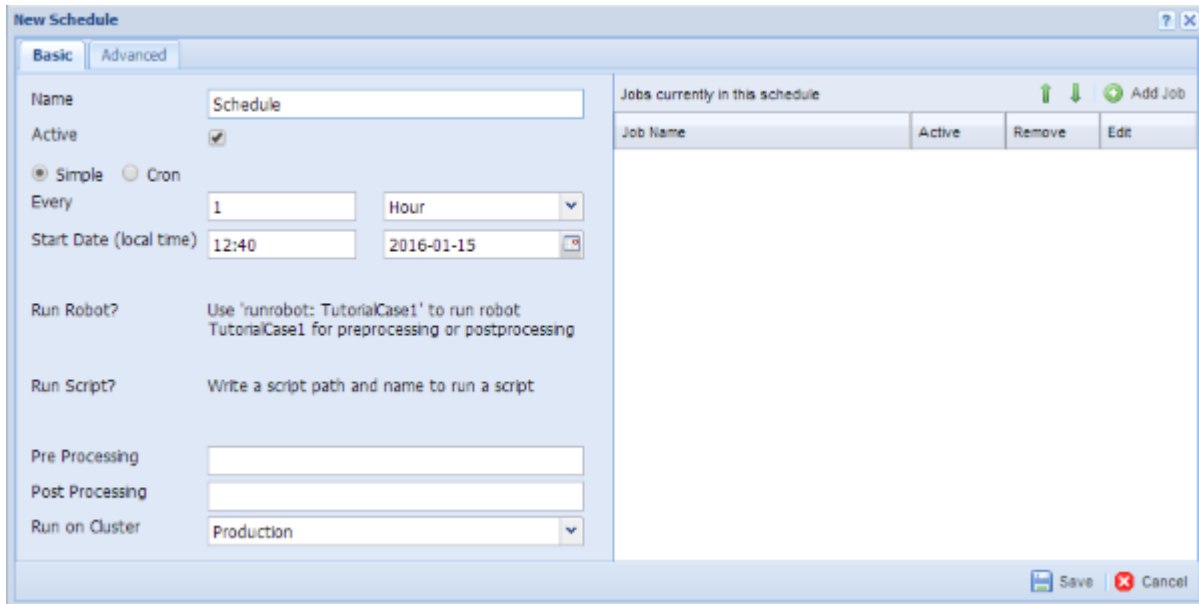 New Schedule
Basic Advanced
Name Schedule
Active
Simple Cron
Every 1 Hour
Start Date (local time) 12:40 2016-01-15
Run Robot? Use 'runrobot: TutorialCase1' to run robot
TutorialCase1 for preprocessing or postprocessing
Run Script? Write a script path and name to run a script
Pre Processing
Post Processing
Run on Cluster Production
Jobs currently in this schedule Add Job
Job Name Active Remove Edit
Save Cancel